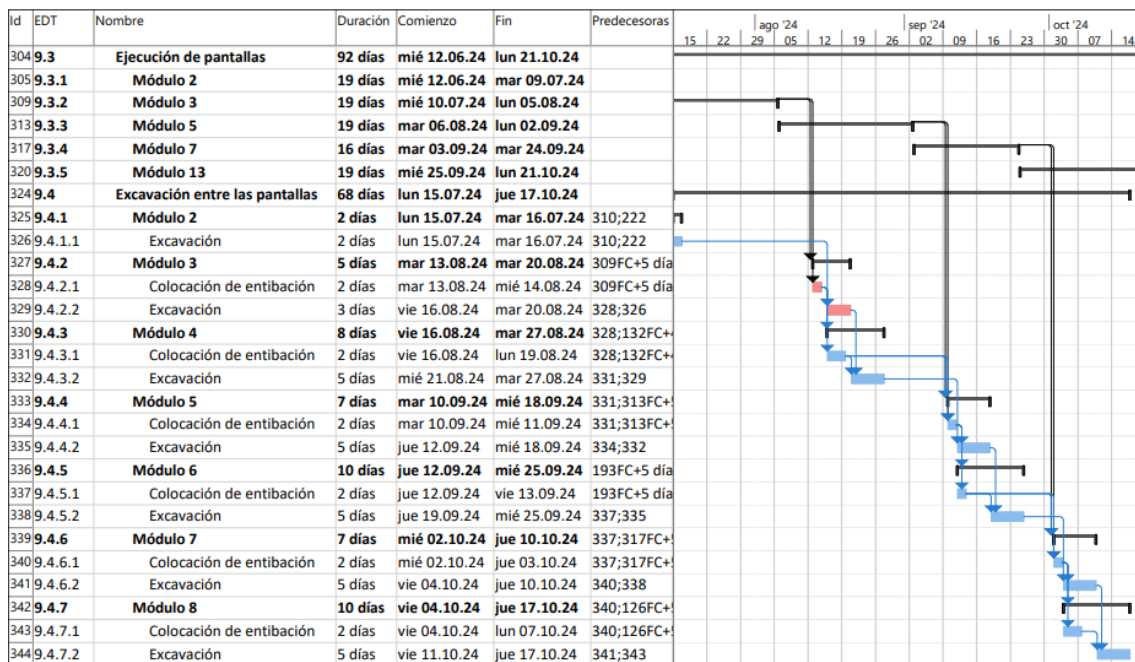 Id EDT Nombre Duración Comienzo Fin Predecesoras ago '24 sep '24 oct '24
15 22 29 05 12 19 26 02 09 16 23 30 07 14
304 9.3 Ejecución de pantallas 92 días mié 12.06.24 lun 21.10.24
305 9.3.1 Módulo 2 19 días mié 12.06.24 mar 09.07.24
309 9.3.2 Módulo 3 19 días mié 10.07.24 lun 05.08.24
313 9.3.3 Módulo 5 19 días mar 06.08.24 lun 02.09.24
317 9.3.4 Módulo 7 16 días mar 03.09.24 mar 24.09.24
320 9.3.5 Módulo 13 19 días mié 25.09.24 lun 21.10.24
324 9.4 Excavación entre las pantallas 68 días lun 15.07.24 jue 17.10.24
325 9.4.1 Módulo 2 2 días lun 15.07.24 mar 16.07.24 310;222
326 9.4.1.1 Excavación 2 días lun 15.07.24 mar 16.07.24 310;222
327 9.4.2 Módulo 3 5 días mar 13.08.24 mar 20.08.24 309FC+5 día
328 9.4.2.1 Colocación de entibación 2 días mar 13.08.24 mié 14.08.24 309FC+5 día
329 9.4.2.2 Excavación 3 días vie 16.08.24 mar 20.08.24 328;326
330 9.4.3 Módulo 4 8 días vie 16.08.24 mar 27.08.24 328;132FC+
331 9.4.3.1 Colocación de entibación 2 días vie 16.08.24 lun 19.08.24 328;132FC+
332 9.4.3.2 Excavación 5 días mié 21.08.24 mar 27.08.24 331;329
333 9.4.4 Módulo 5 7 días mar 10.09.24 mié 18.09.24 331;313FC+
334 9.4.4.1 Colocación de entibación 2 días mar 10.09.24 mié 11.09.24 331;313FC+
335 9.4.4.2 Excavación 5 días jue 12.09.24 mié 18.09.24 334;332
336 9.4.5 Módulo 6 10 días jue 12.09.24 mié 25.09.24 193FC+5 día
337 9.4.5.1 Colocación de entibación 2 días jue 12.09.24 vie 13.09.24 193FC+5 día
338 9.4.5.2 Excavación 5 días jue 19.09.24 mié 25.09.24 337;335
339 9.4.6 Módulo 7 7 días mié 02.10.24 jue 10.10.24 337;317FC+
340 9.4.6.1 Colocación de entibación 2 días mié 02.10.24 jue 03.10.24 337;317FC+
341 9.4.6.2 Excavación 5 días vie 04.10.24 jue 10.10.24 340;338
342 9.4.7 Módulo 8 10 días vie 04.10.24 jue 17.10.24 340;126FC+
343 9.4.7.1 Colocación de entibación 2 días vie 04.10.24 lun 07.10.24 340;126FC+
344 9.4.7.2 Excavación 5 días vie 11.10.24 jue 17.10.24 341;343